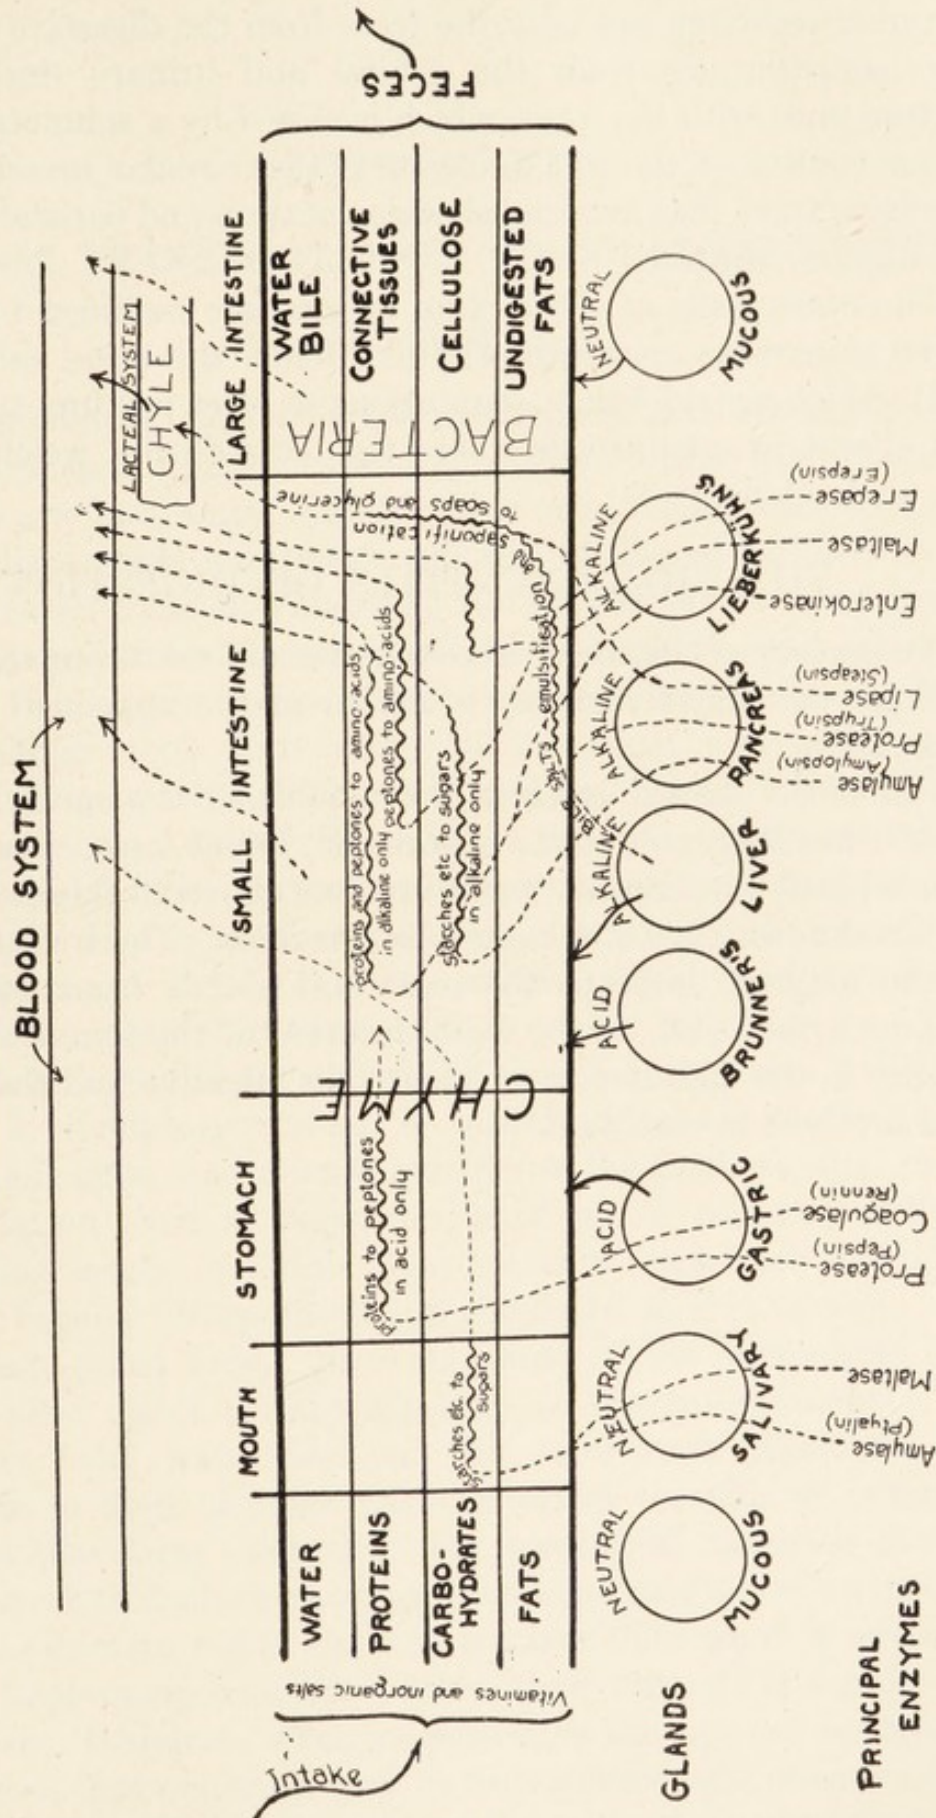 BLOOD SYSTEM
LACTEAL SYSTEM
CHYLE
MOUTH
STOMACH
SMALL INTESTINE
LARGE INTESTINE
Intake
Vitamines and inorganic salts
WATER
PROTEINS
CARBO-
HYDRATES
FATS
starches etc to
sugars
proteins to peptones
in acid only
CHYME
proteins and peptones to amino-acids,
in alkaline only
peptones to amino-acids
starches etc to sugars
in alkaline only
BILE SALTS emulsification and
saponification
to soaps and glycerine
BACTERIA
WATER
BILE
CONNECTIVE
TISSUES
CELLULOSE
UNDIGESTED
FATS
FECES
GLANDS
NEUTRAL
MUCOUS
NEUTRAL
SALIVARY
ACID
GASTRIC
ACID
BRUNNER'S
ALKALINE
LIVER
ALKALINE
PANCREAS
ALKALINE
LIEBERKÜHN'S
NEUTRAL
MUCOUS
PRINCIPAL
ENZYMES
Amylase
(Ptyalin)
Maltase
Protease
(Pepsin)
Coagulase
(Rennin)
Amylase
(Amylopsin)
Protease
(Trypsin)
Lipase
(Steapsin)
Enterokinase
Maltase
Erepase
(Erepsin)